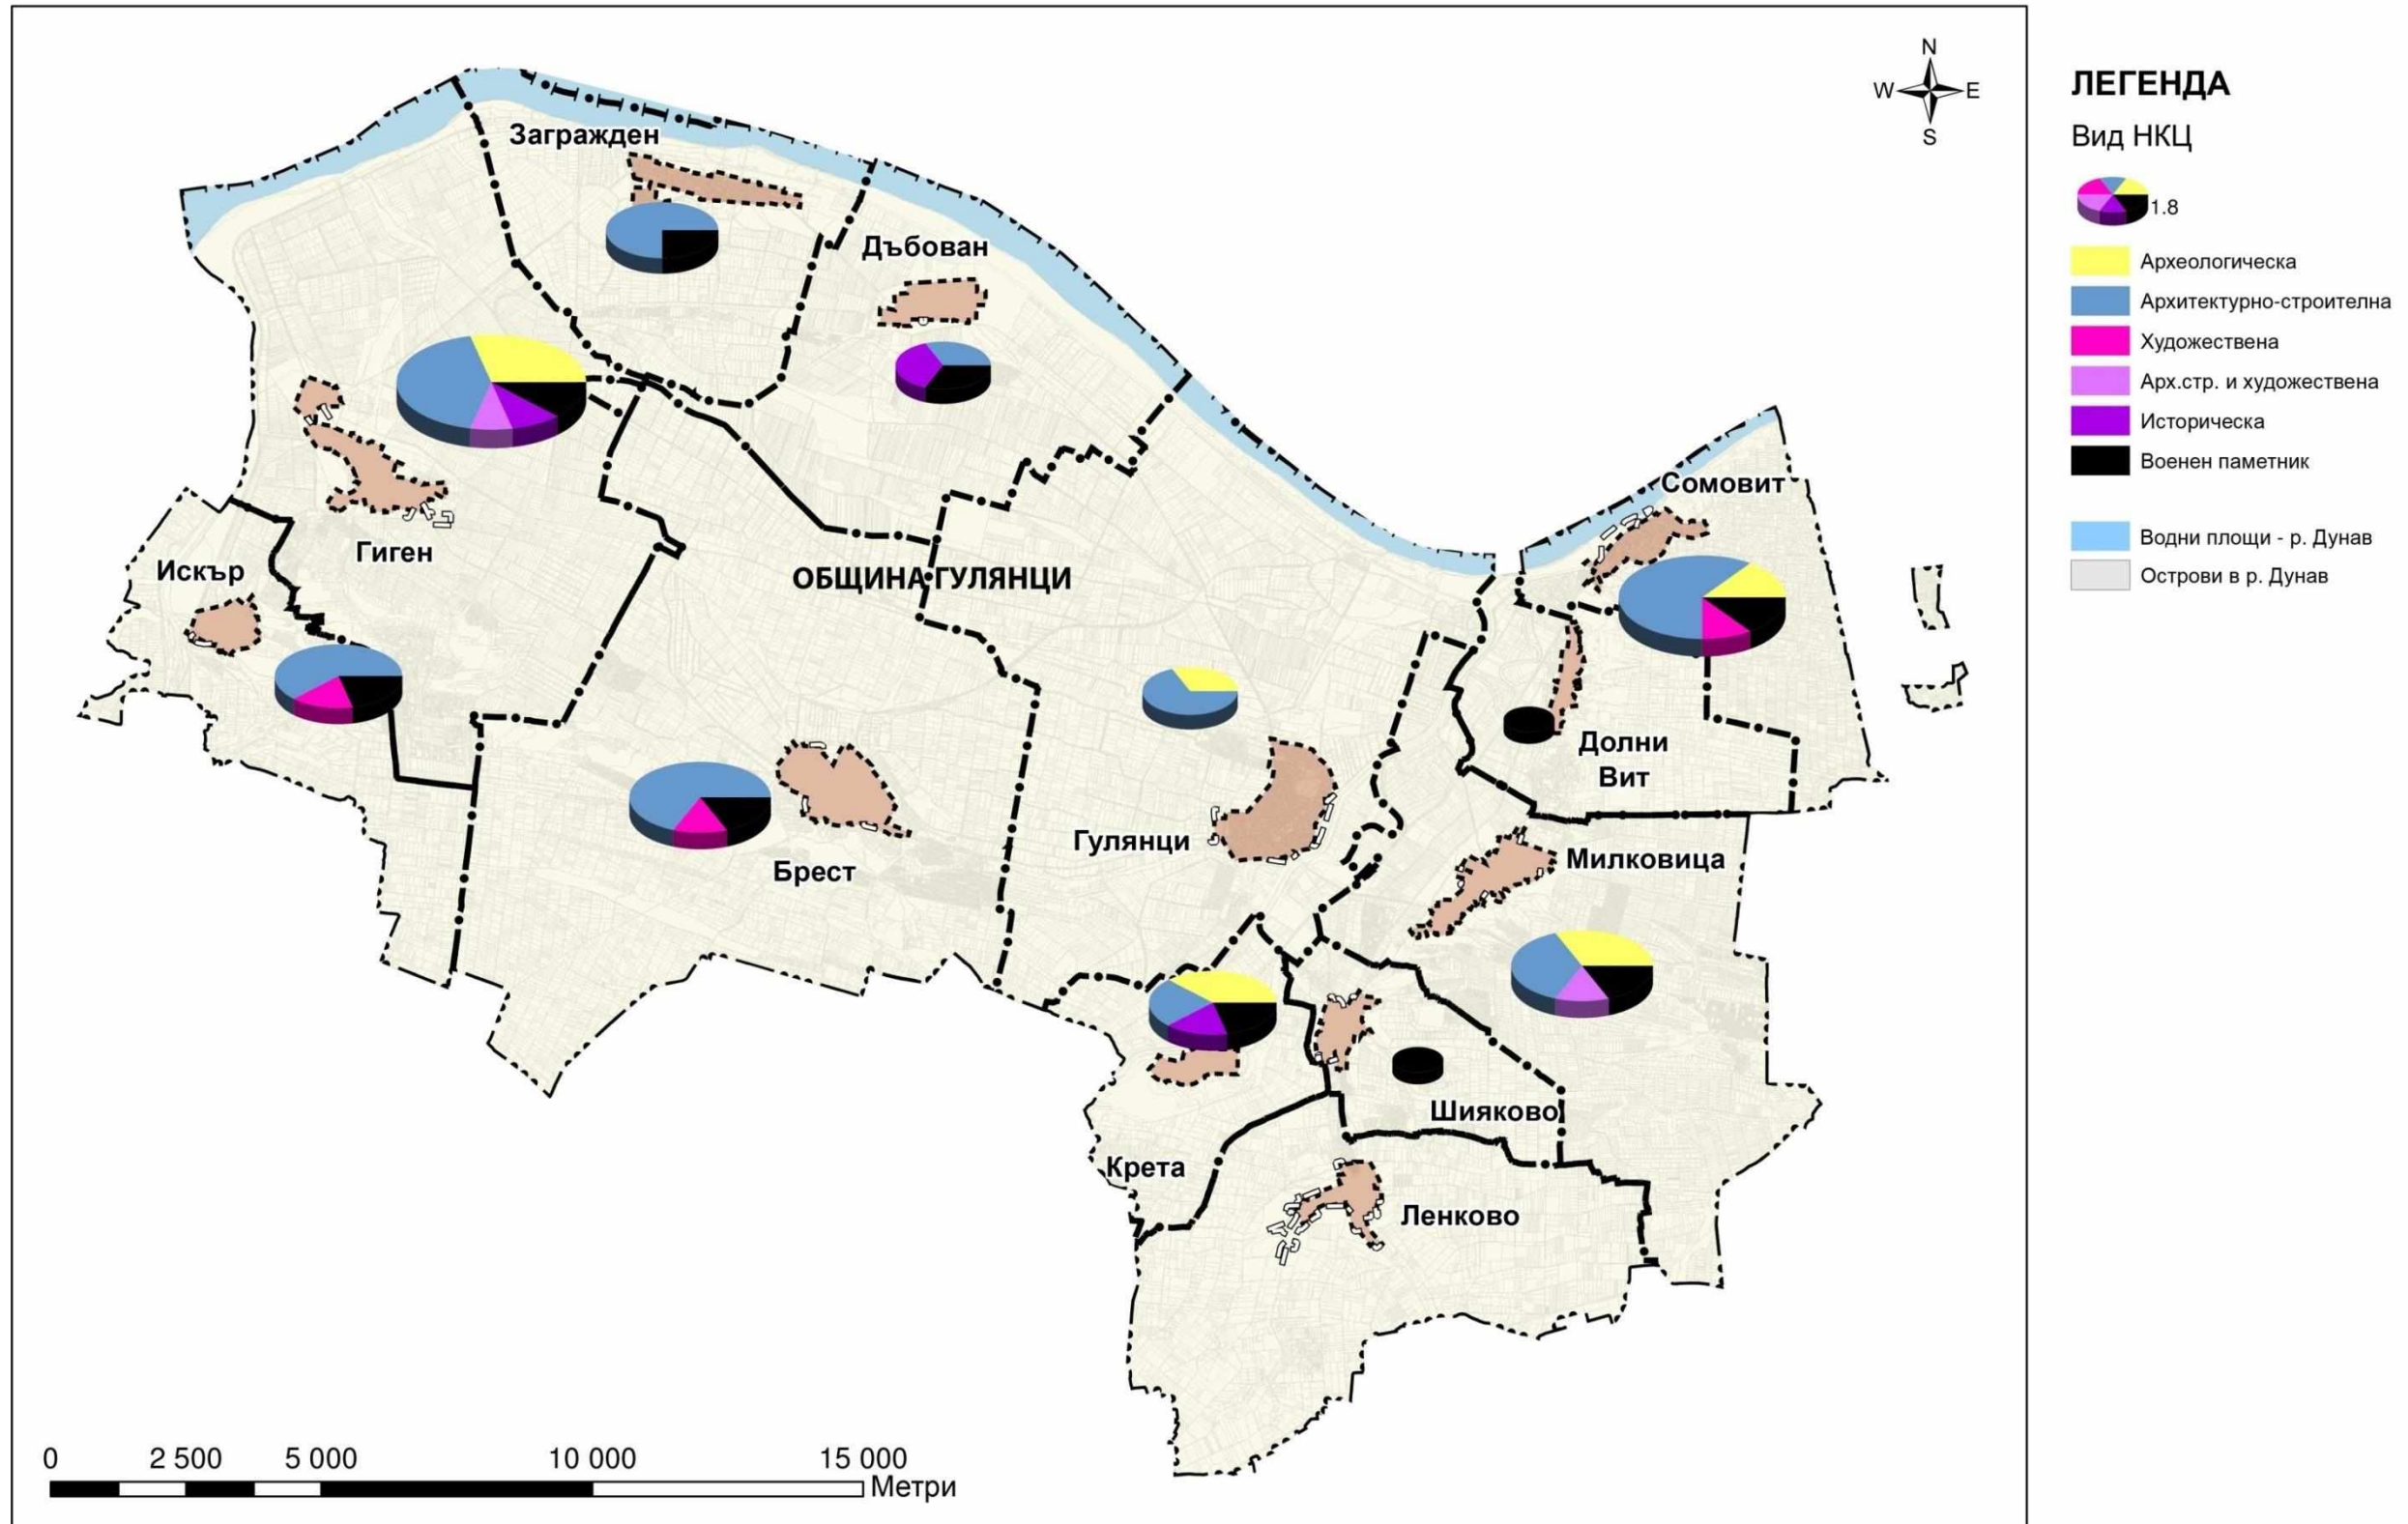 N
W E
S
Загражден
Дъбован
Сомовит
Гиген
Искър
ОБЩИНА ГУЛЯНЦИ
Долни
Вит
Гулянци
Милковица
Брест
Шияково
Крета
Ленково
0 2 500 5 000 10 000 15 000
Метри
ЛЕГЕНДА
Вид НКЦ
1.8
Археологическа
Архитектурно-строителна
Художествена
Арх.стр. и художествена
Историческа
Военен паметник
Водни площи - р. Дунав
Острови в р. Дунав